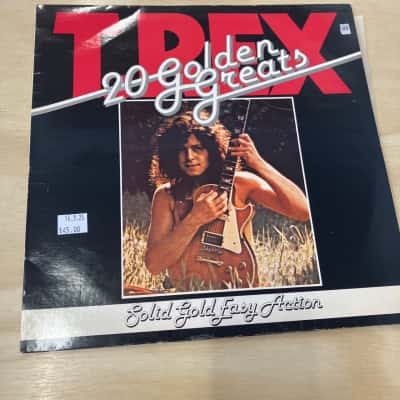 T.REX
20 Golden
Greats
$45.00
Solid Gold Easy Action